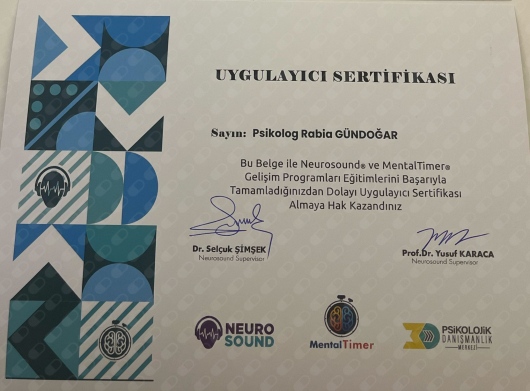 UYGULAYICI SERTİFİKASI
Sayın: Psikolog Rabia GÜNDOĞAR
Bu Belge ile Neurosound® ve MentalTimer®
Gelişim Programları Eğitimlerini Başarıyla
Tamamladığınızdan Dolayı Uygulayıcı Sertifikası
Almaya Hak Kazandınız
Dr. Selçuk ŞİMŞEK
Neurosound Supervisor
Prof.Dr. Yusuf KARACA
Neurosound Supervisor
NEURO
SOUND
MentalTimer
PSİKOLOJİK
DANIŞMANLIK
MERKEZİ